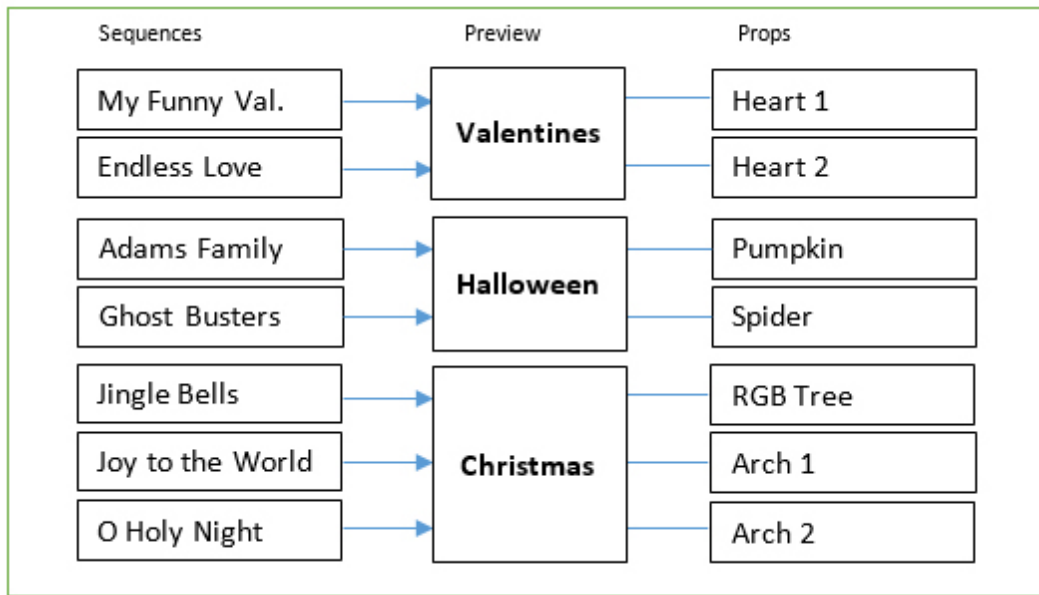 Sequences Preview Props
My Funny Val. Heart 1
Valentines
Endless Love Heart 2
Adams Family Pumpkin
Halloween
Ghost Busters Spider
Jingle Bells RGB Tree
Joy to the World Christmas Arch 1
O Holy Night Arch 2